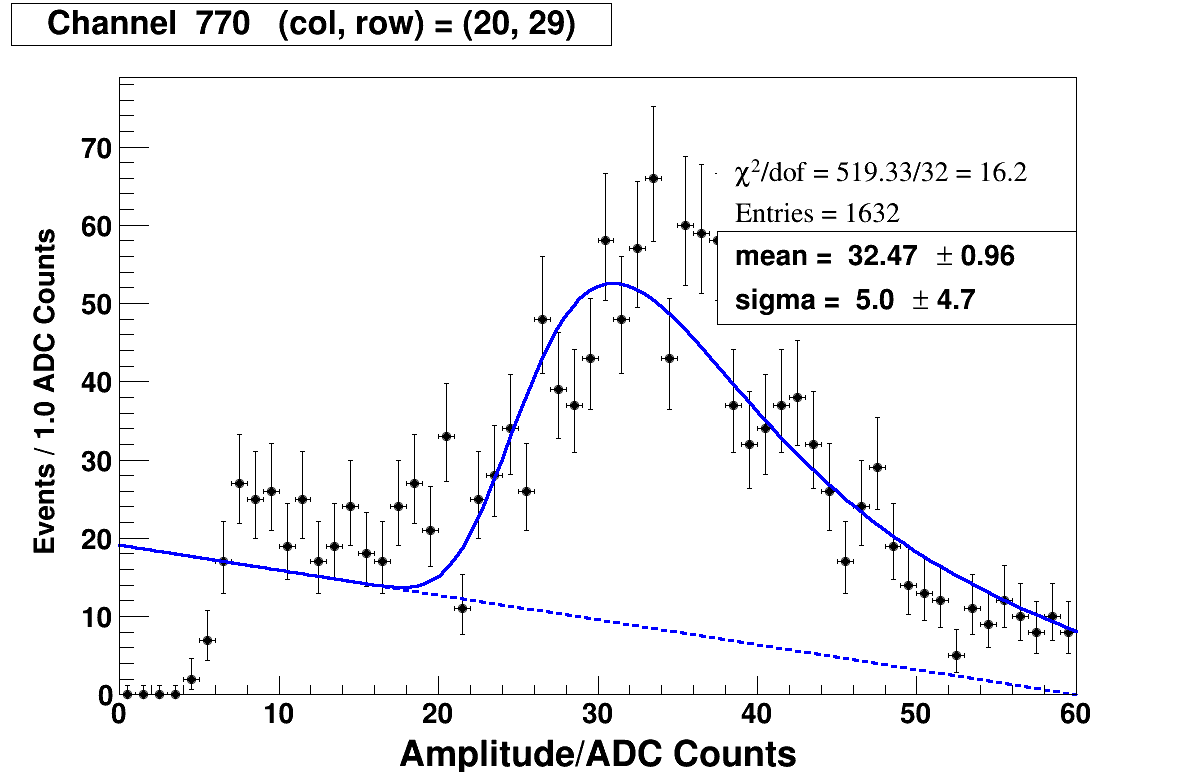 Channel 770 (col, row) = (20, 29)
χ²/dof = 519.33/32 = 16.2
Entries = 1632
mean = 32.47 ± 0.96
sigma = 5.0 ± 4.7
70
60
50
40
30
20
10
0
Events / 1.0 ADC Counts
0 10 20 30 40 50 60
Amplitude/ADC Counts